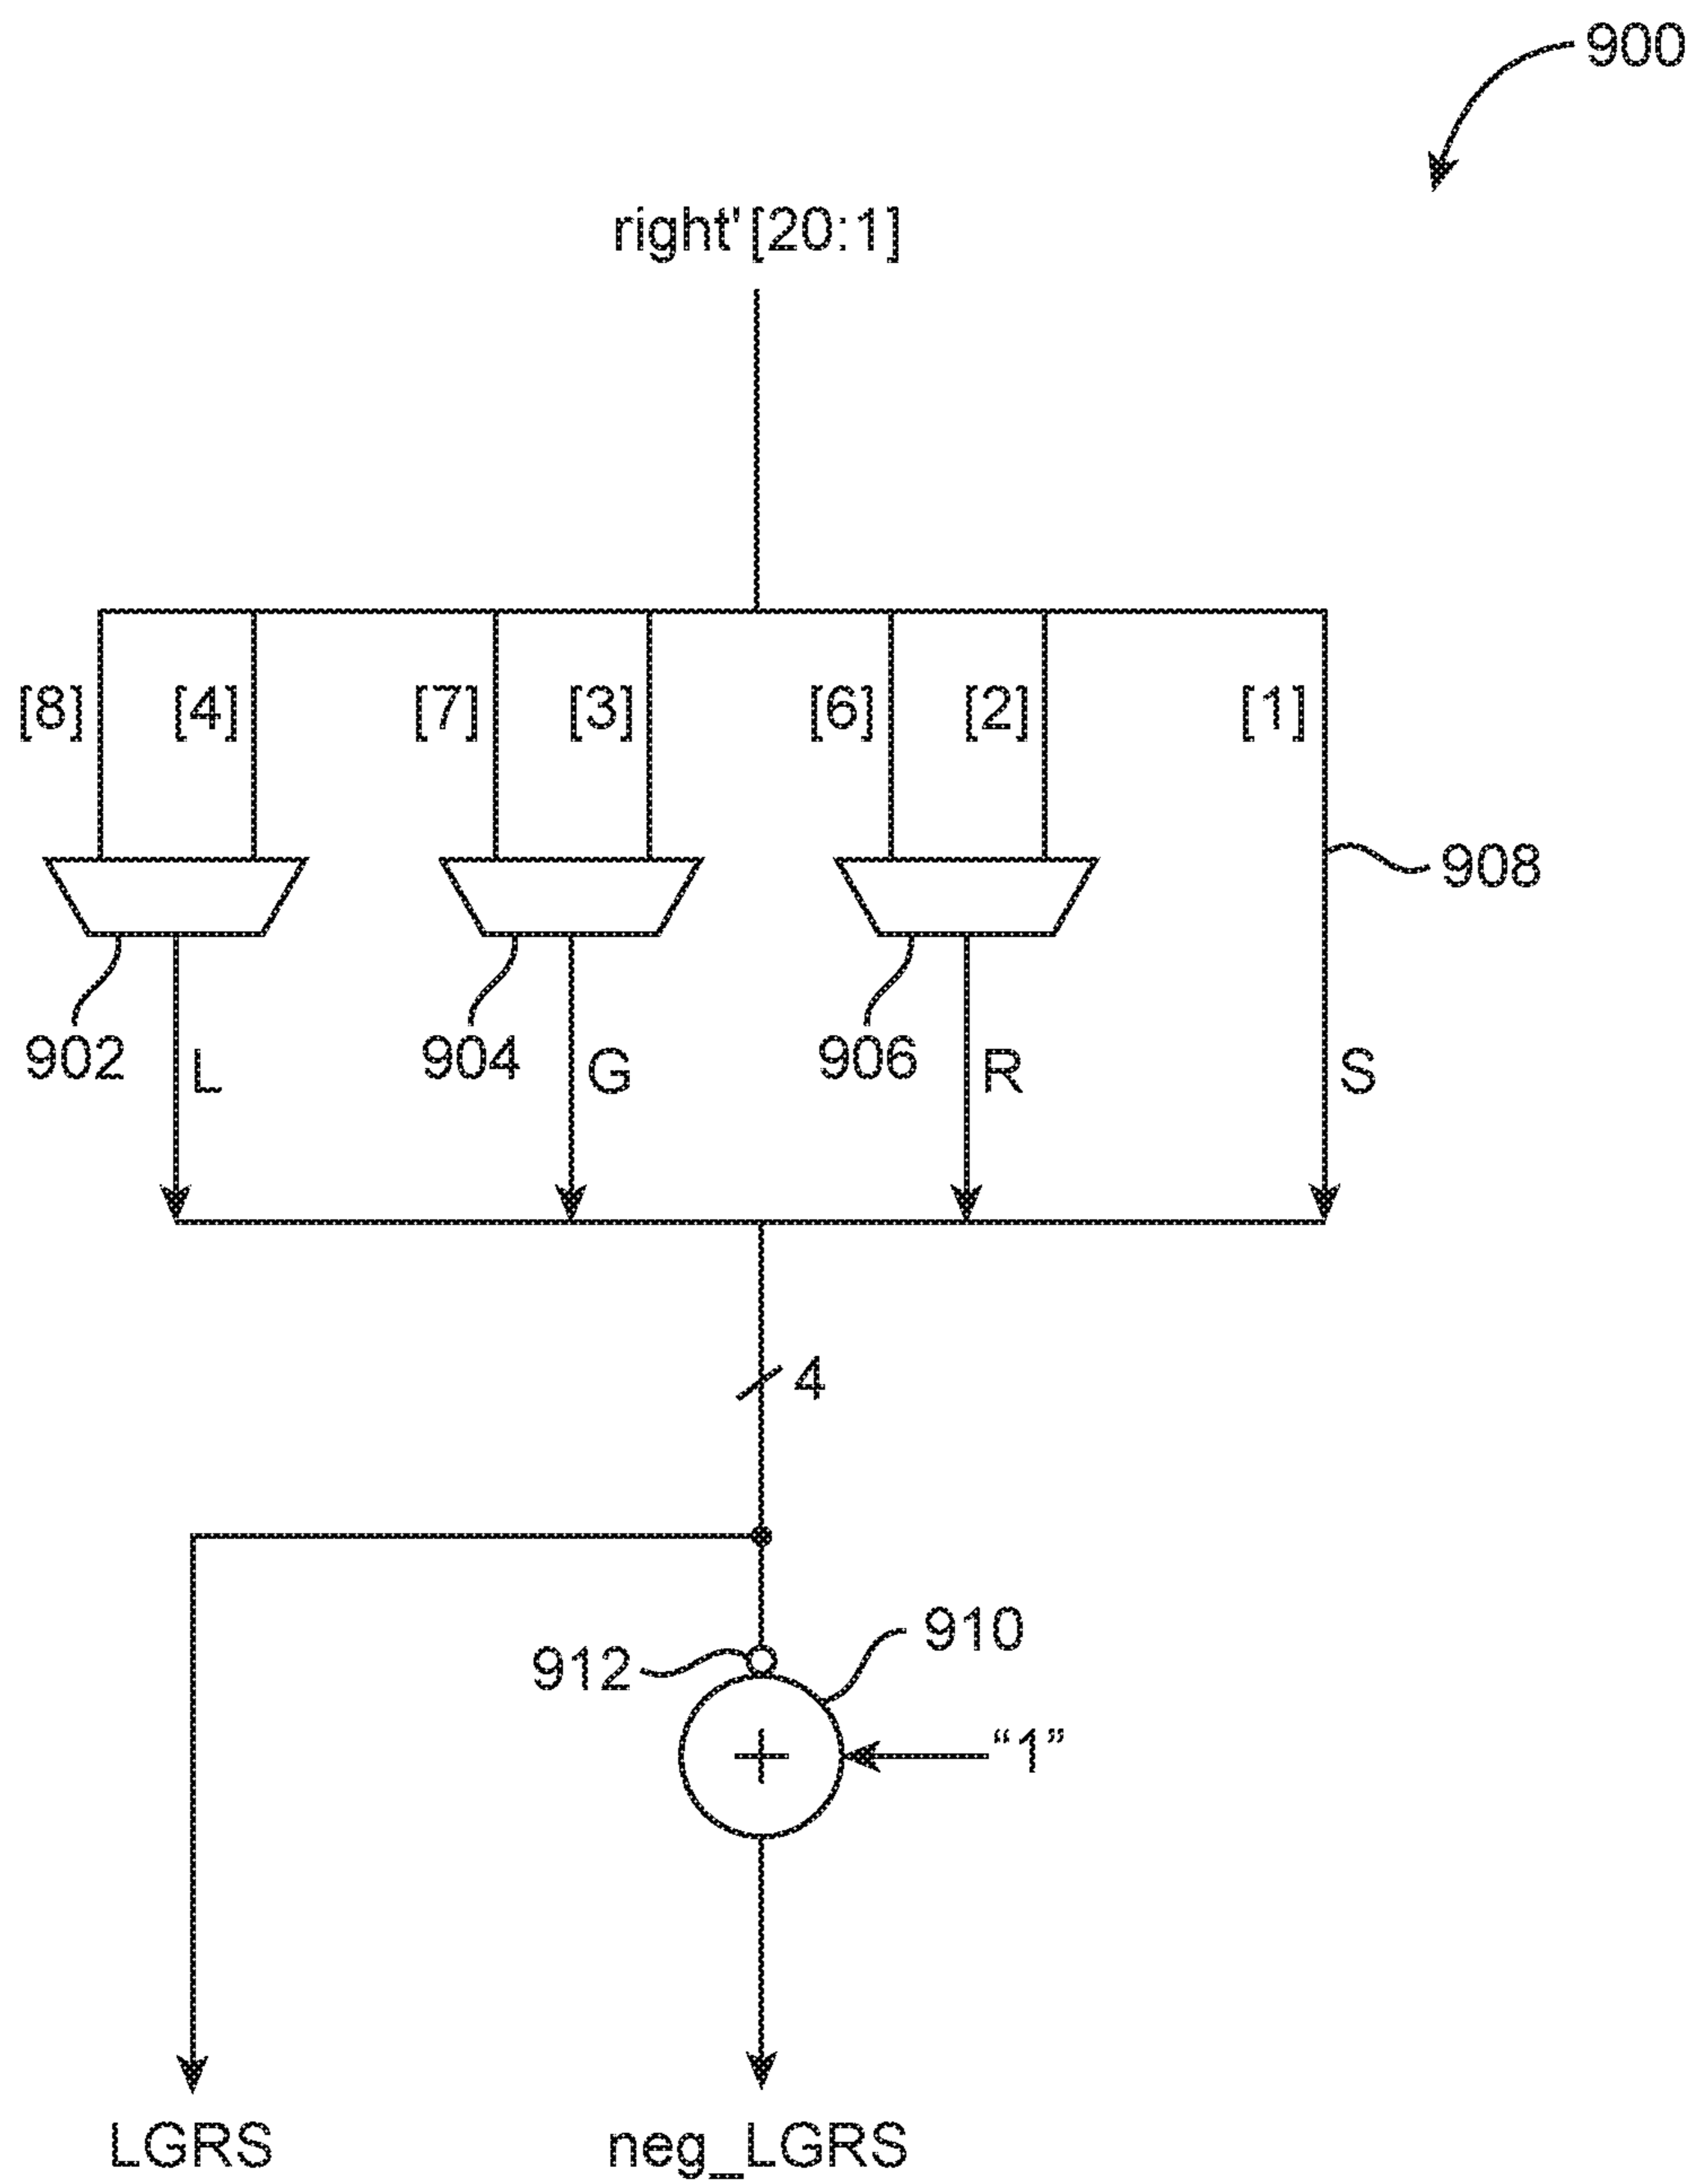 900
right'[20:1]
[8] [4] [7] [3] [6] [2] [1]
908
902 L 904 G 906 R S
4
910
912
+ “1”
LGRS neg_LGRS